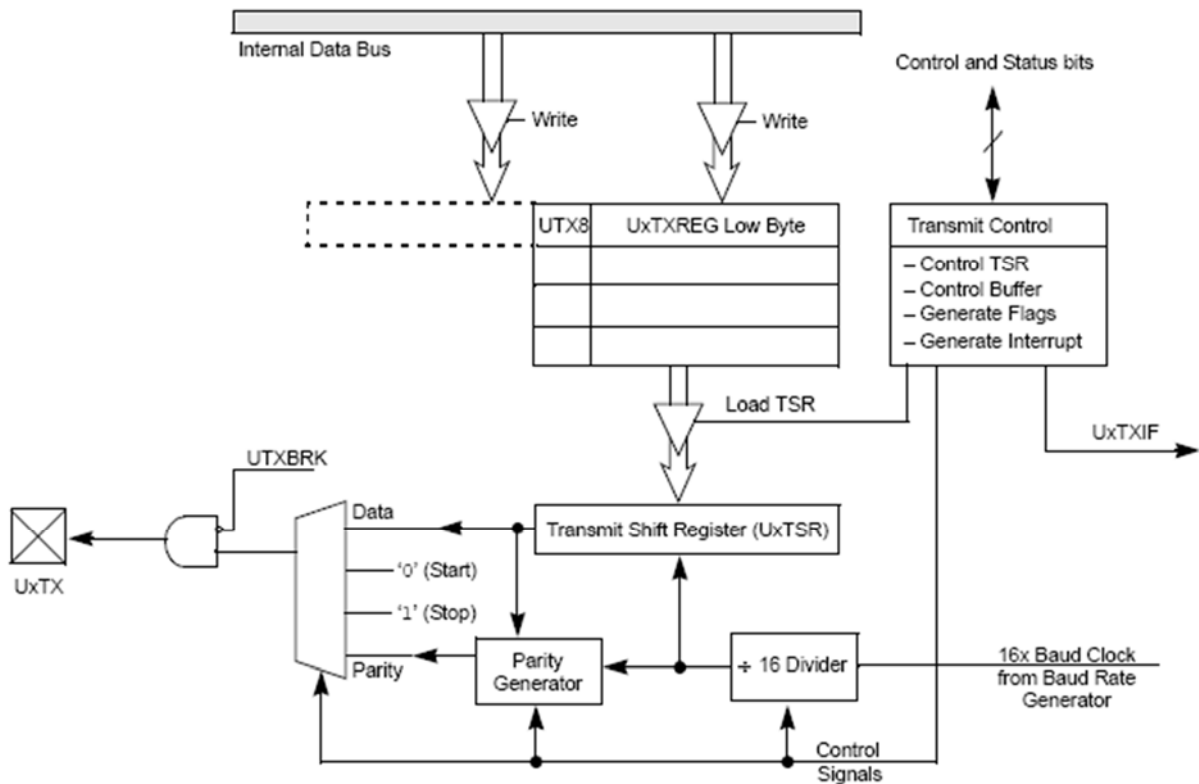 Internal Data Bus
Control and Status bits
Write
Write
UTX8
UxTXREG Low Byte
Transmit Control
– Control TSR
– Control Buffer
– Generate Flags
– Generate Interrupt
Load TSR
UxTXIF
UTXBRK
Data
Transmit Shift Register (UxTSR)
UxTX
‘0’ (Start)
‘1’ (Stop)
Parity
Parity
Generator
÷ 16 Divider
16x Baud Clock
from Baud Rate
Generator
Control
Signals